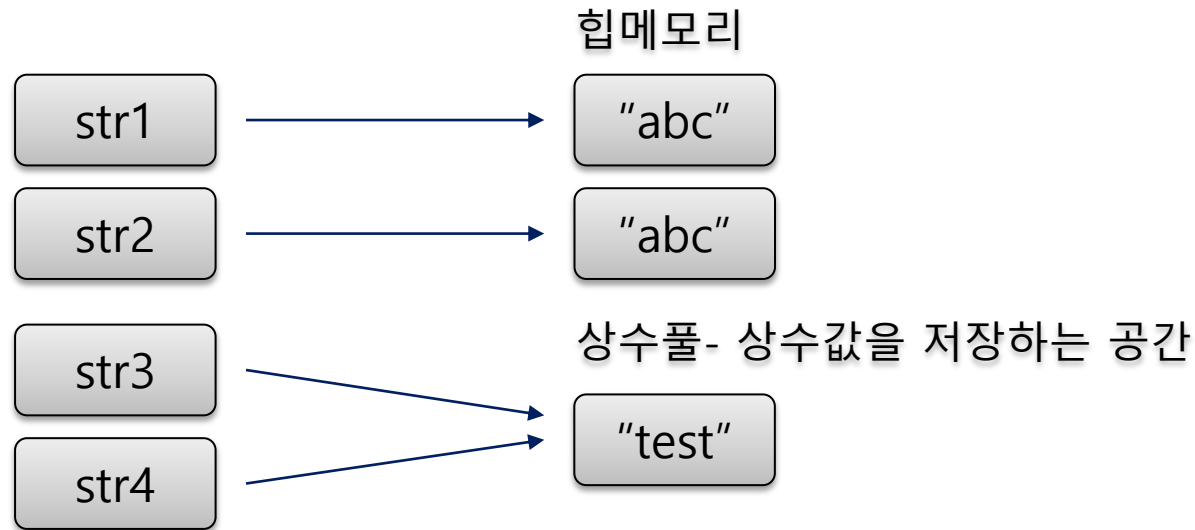 힙메모리
str1
"abc"
str2
"abc"
상수풀- 상수값을 저장하는 공간
str3
"test"
str4